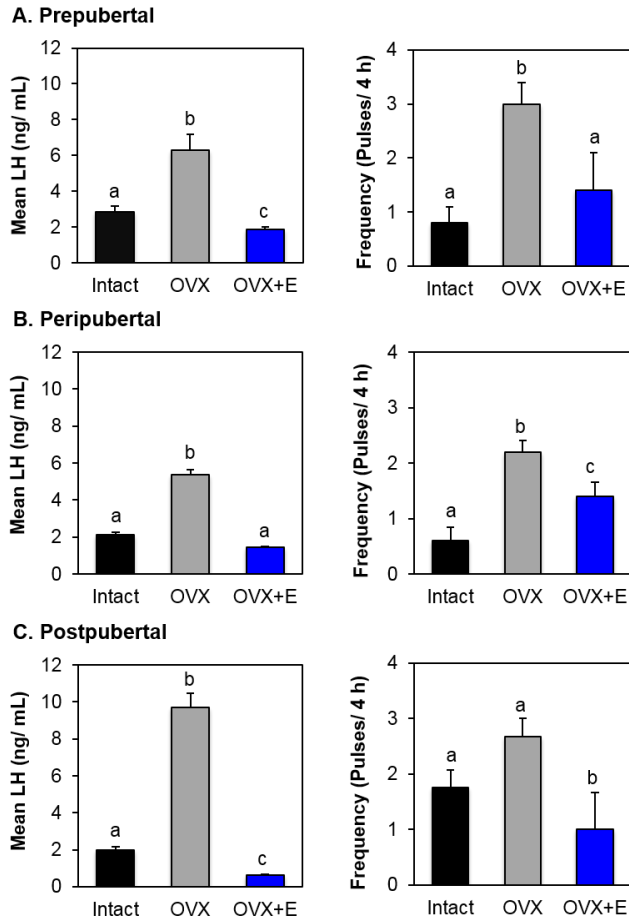 A. Prepubertal
Mean LH (ng/ mL)
12
10
8
6
4
2
0
a
b
c
Intact OVX OVX+E
Frequency (Pulses/ 4 h)
4
3
2
1
0
a
b
a
Intact OVX OVX+E
B. Peripubertal
Mean LH (ng/ mL)
12
10
8
6
4
2
0
a
b
a
Intact OVX OVX+E
Frequency (Pulses/ 4 h)
4
3
2
1
0
a
b
c
Intact OVX OVX+E
C. Postpubertal
Mean LH (ng/ mL)
12
10
8
6
4
2
0
a
b
c
Intact OVX OVX+E
Frequency (Pulses/ 4 h)
4
3
2
1
0
a
a
b
Intact OVX OVX+E